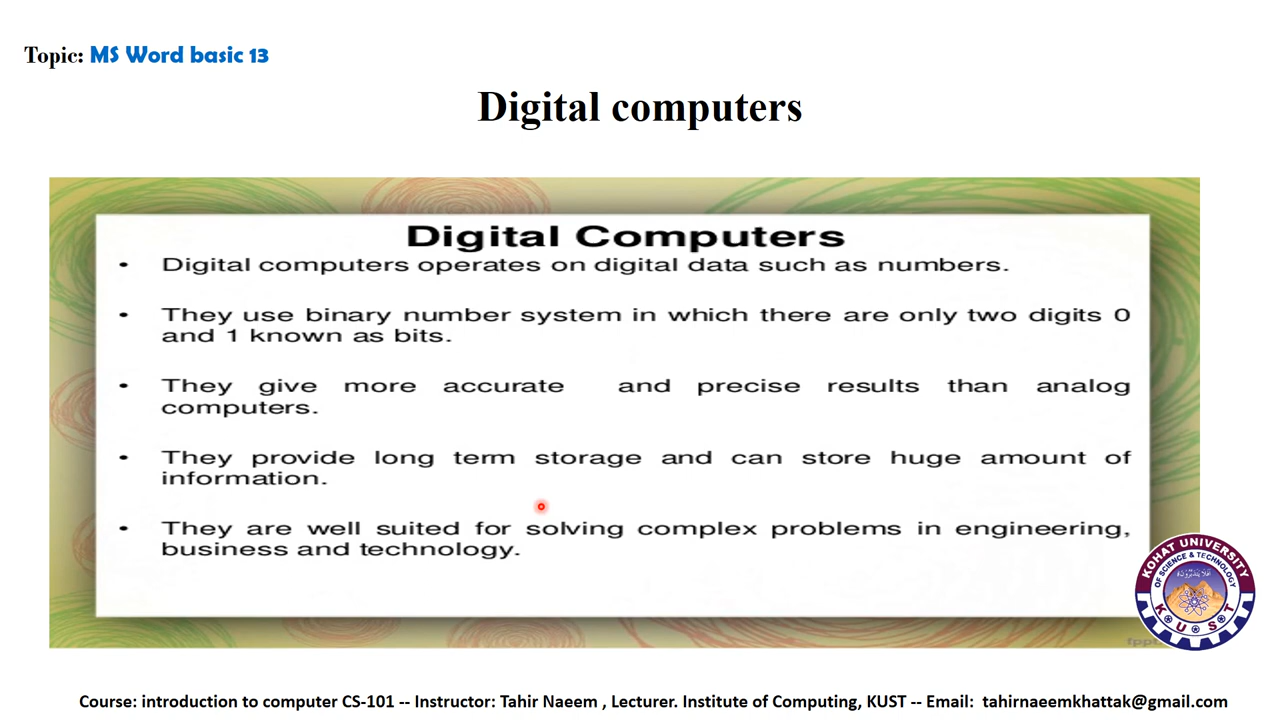 Topic: MS Word basic 13
Digital computers
Digital Computers
• Digital computers operates on digital data such as numbers.
• They use binary number system in which there are only two digits 0
and 1 known as bits.
• They give more accurate and precise results than analog
computers.
• They provide long term storage and can store huge amount of
information.
• They are well suited for solving complex problems in engineering,
business and technology.
KOHAT UNIVERSITY
OF SCIENCE & TECHNOLOGY
K U S T
Course: introduction to computer CS-101 -- Instructor: Tahir Naeem , Lecturer. Institute of Computing, KUST -- Email: tahirnaeemkhattak@gmail.com